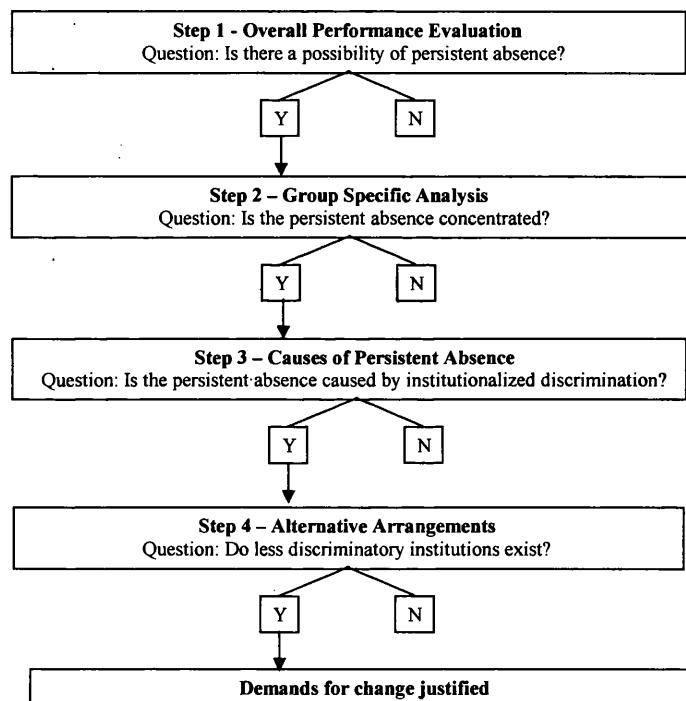 Step 1 - Overall Performance Evaluation
Question: Is there a possibility of persistent absence?
Y N
Step 2 – Group Specific Analysis
Question: Is the persistent absence concentrated?
Y N
Step 3 – Causes of Persistent Absence
Question: Is the persistent absence caused by institutionalized discrimination?
Y N
Step 4 – Alternative Arrangements
Question: Do less discriminatory institutions exist?
Y N
Demands for change justified